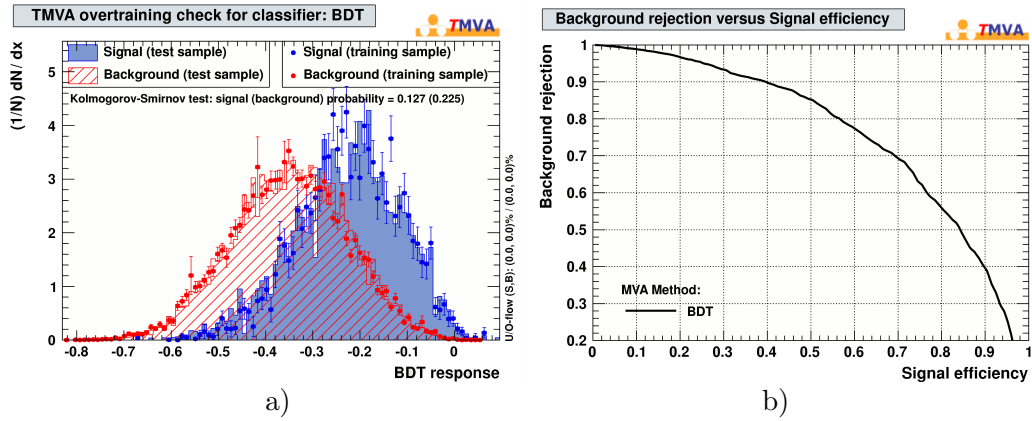 TMVA overtraining check for classifier: BDT
TMVA
Signal (test sample)
Background (test sample)
Signal (training sample)
Background (training sample)
Kolmogorov-Smirnov test: signal (background) probability = 0.127 (0.225)
(1/N) dN/ dx
5
4
3
2
1
0
-0.8 -0.7 -0.6 -0.5 -0.4 -0.3 -0.2 -0.1 0
BDT response
U/O-flow (S,B): (0.0, 0.0)% / (0.0, 0.0)%
a)
Background rejection versus Signal efficiency
TMVA
Background rejection
1
0.9
0.8
0.7
0.6
0.5
0.4
0.3
0.2
MVA Method:
BDT
0 0.1 0.2 0.3 0.4 0.5 0.6 0.7 0.8 0.9 1
Signal efficiency
b)